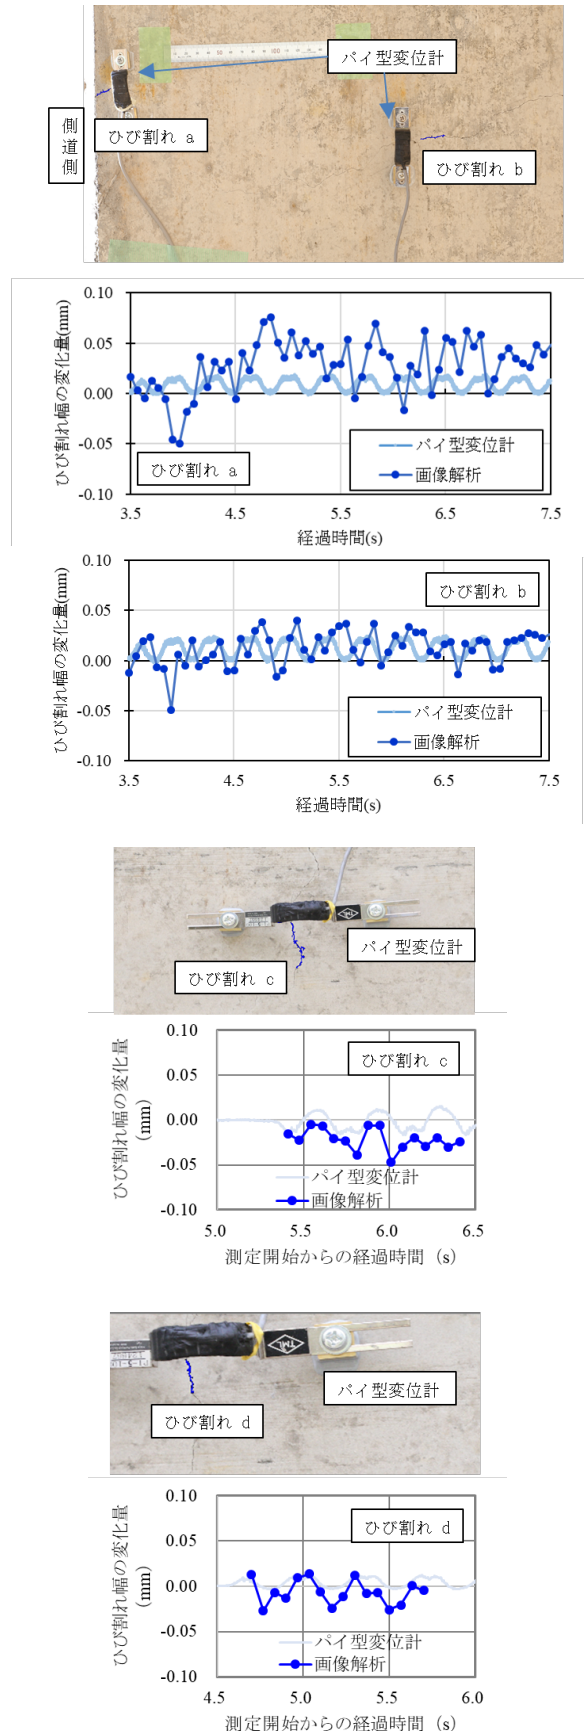 パイ型変位計
側道側
ひび割れ a
ひび割れ b
ひび割れ幅の変化量(mm)
0.10
0.05
0.00
-0.05
-0.10
パイ型変位計
画像解析
ひび割れ a
3.5 4.5 5.5 6.5 7.5
経過時間(s)
ひび割れ幅の変化量(mm)
0.10
0.05
0.00
-0.05
-0.10
ひび割れ b
パイ型変位計
画像解析
3.5 4.5 5.5 6.5 7.5
経過時間(s)
TML
パイ型変位計
ひび割れ c
ひび割れ幅の変化量
(mm)
0.10
0.05
0.00
-0.05
-0.10
ひび割れ c
パイ型変位計
画像解析
5.0 5.5 6.0 6.5
測定開始からの経過時間 (s)
TML
パイ型変位計
ひび割れ d
ひび割れ幅の変化量
(mm)
0.10
0.05
0.00
-0.05
-0.10
ひび割れ d
パイ型変位計
画像解析
4.5 5.0 5.5 6.0
測定開始からの経過時間 (s)